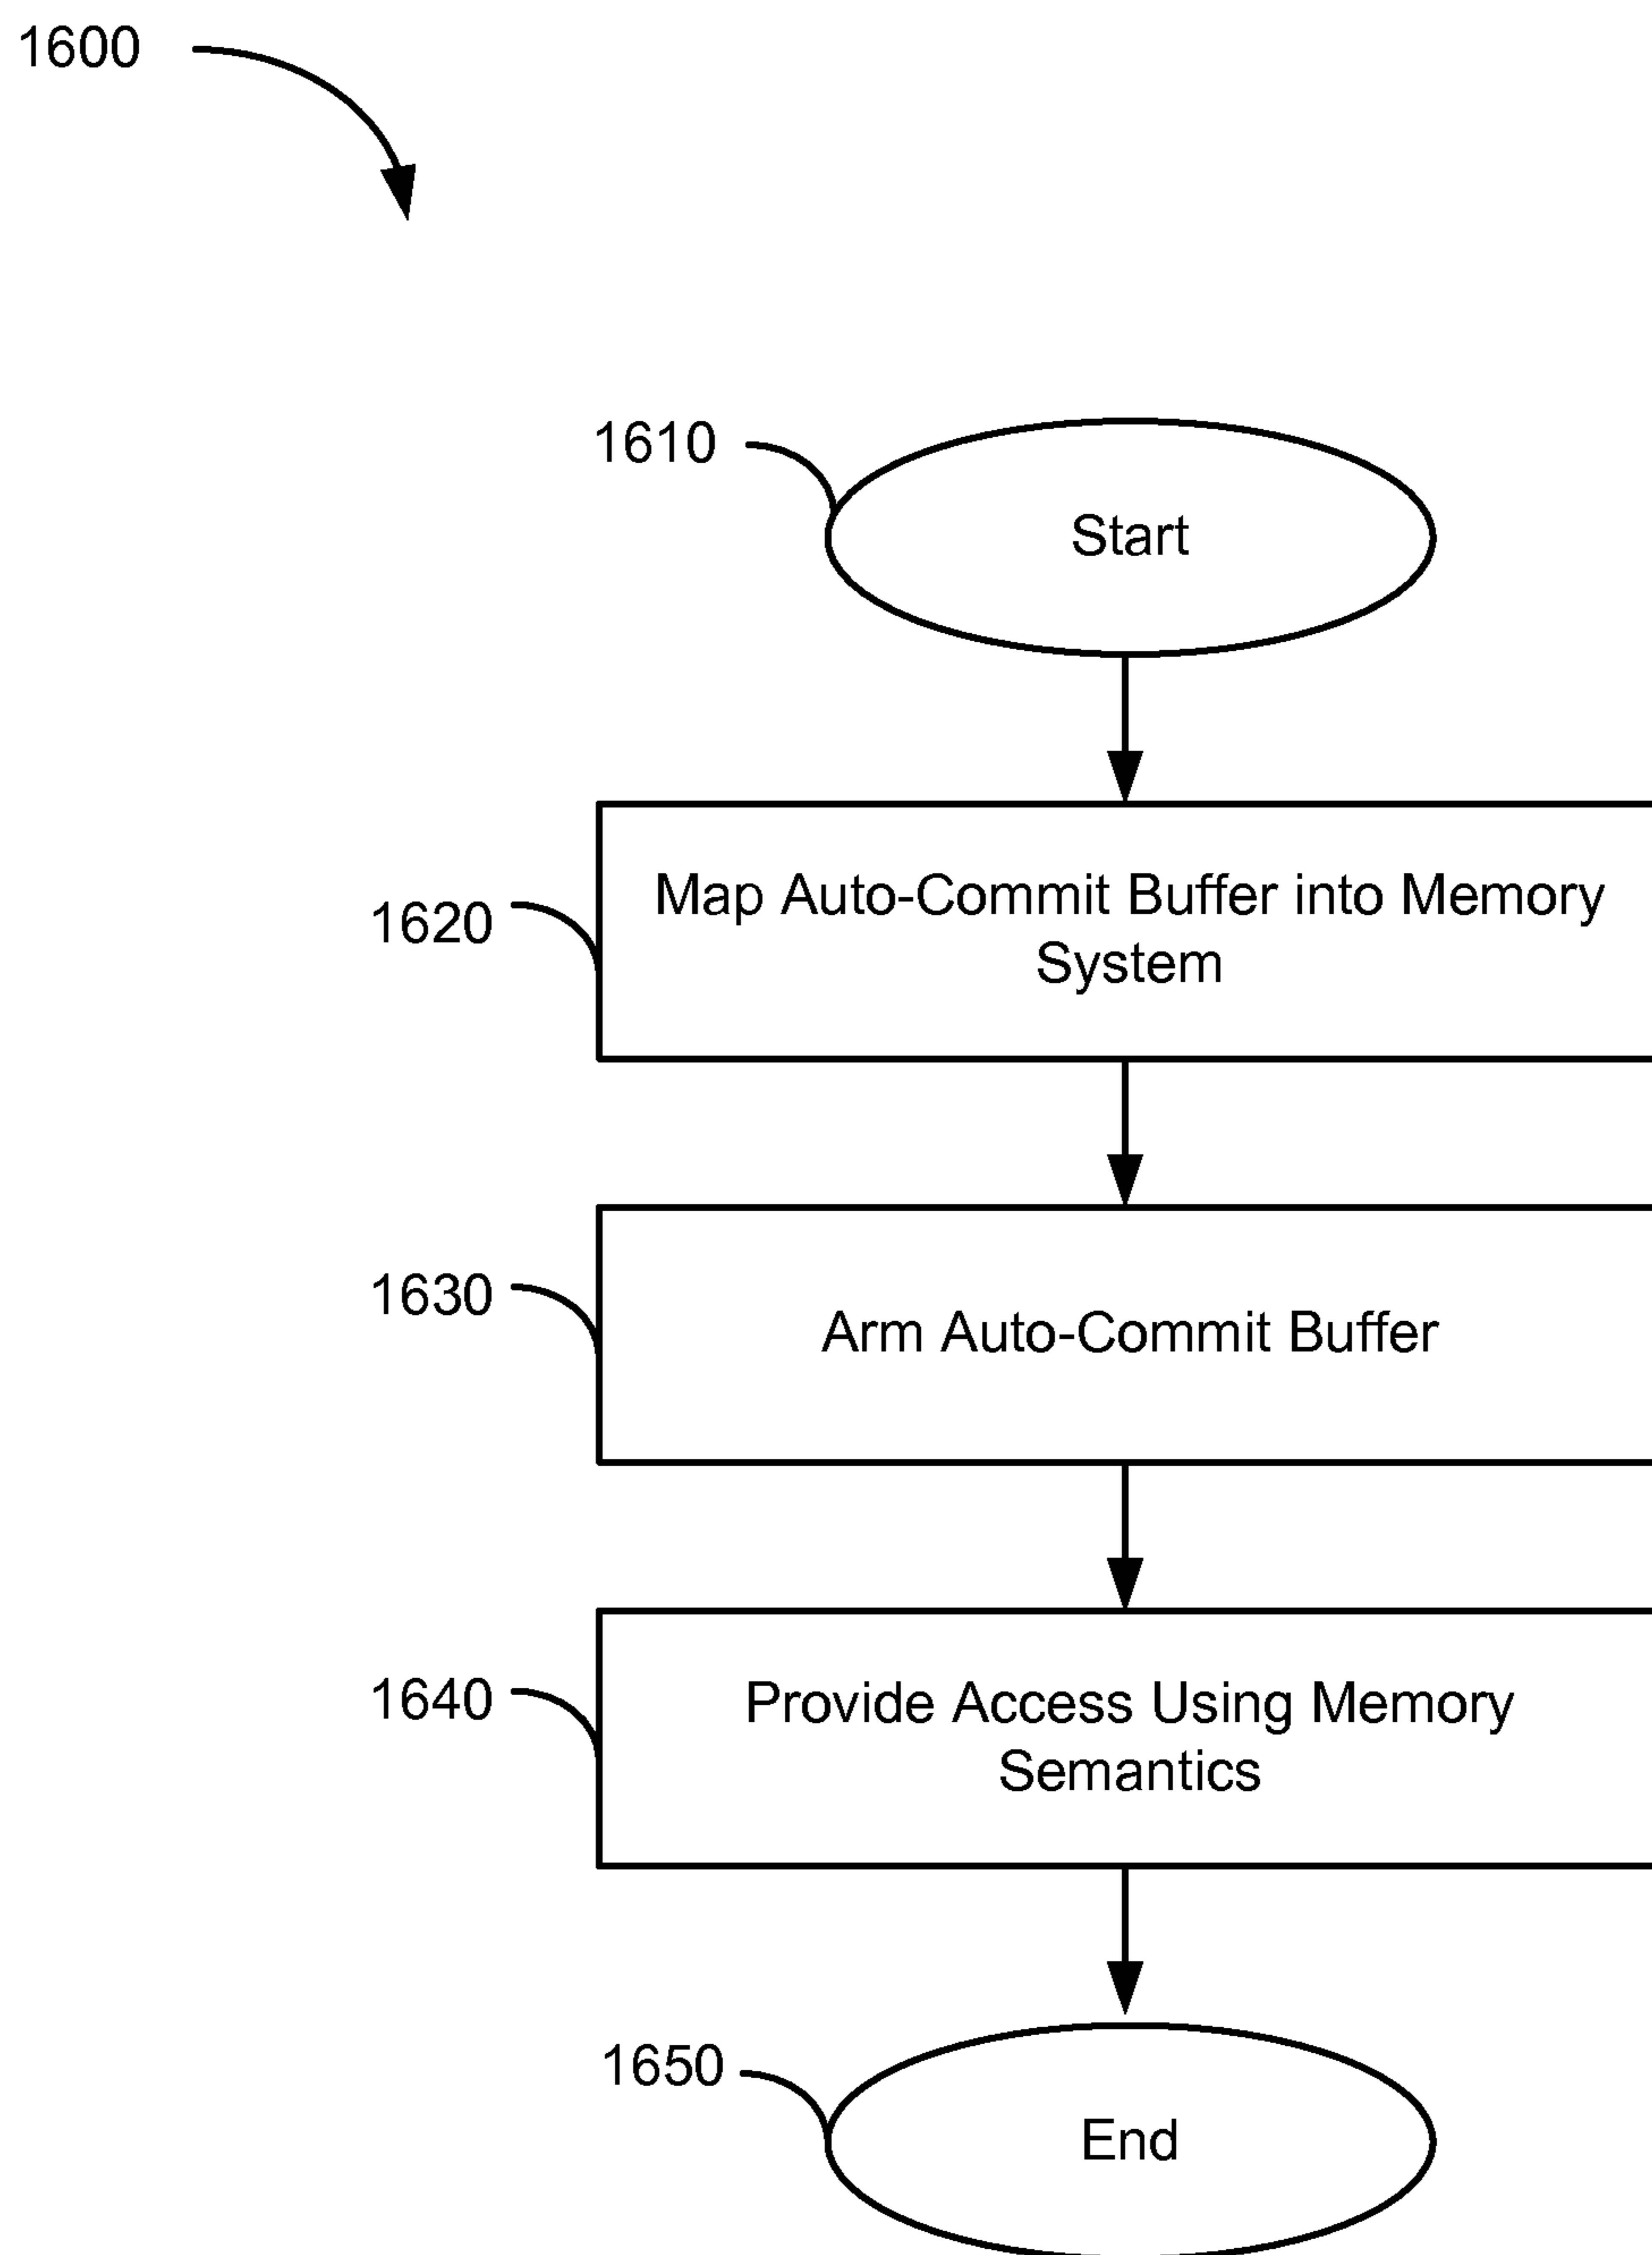 1600
1610
Start
1620
Map Auto-Commit Buffer into Memory
System
1630
Arm Auto-Commit Buffer
1640
Provide Access Using Memory
Semantics
1650
End